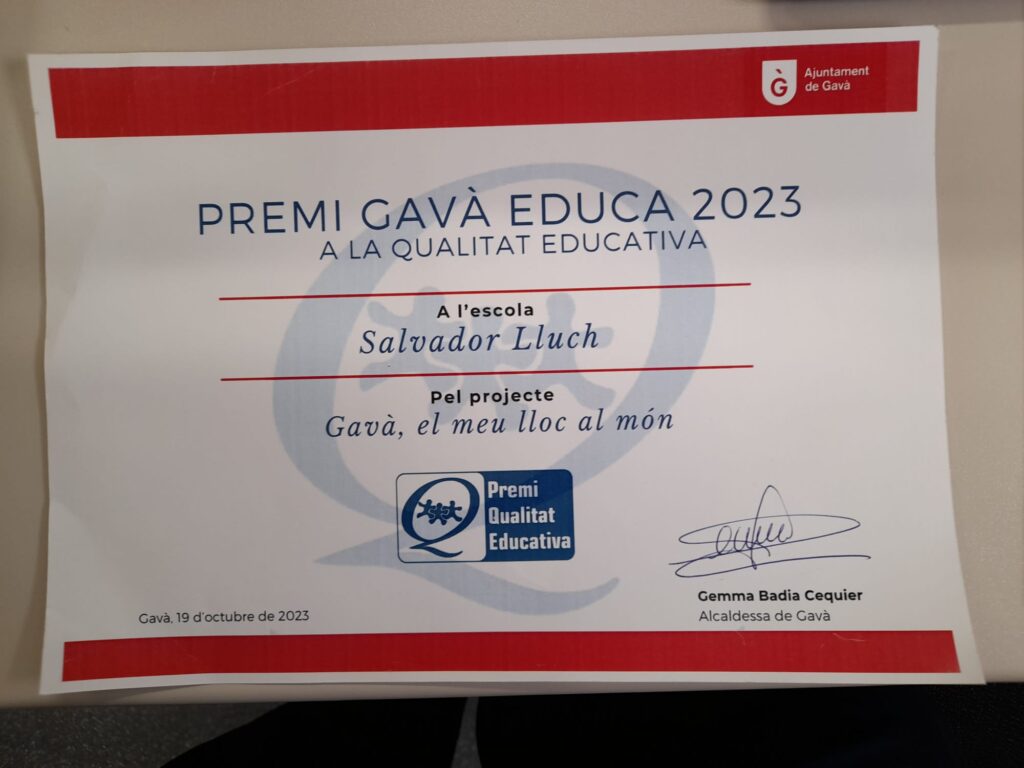 Ajuntament
de Gavà
PREMI GAVÀ EDUCA 2023
A LA QUALITAT EDUCATIVA
A l'escola
Salvador Lluch
Pel projecte
Gavà, el meu lloc al món
Premi
Qualitat
Educativa
Gemma Badia Cequier
Alcaldessa de Gavà
Gavà, 19 d'octubre de 2023